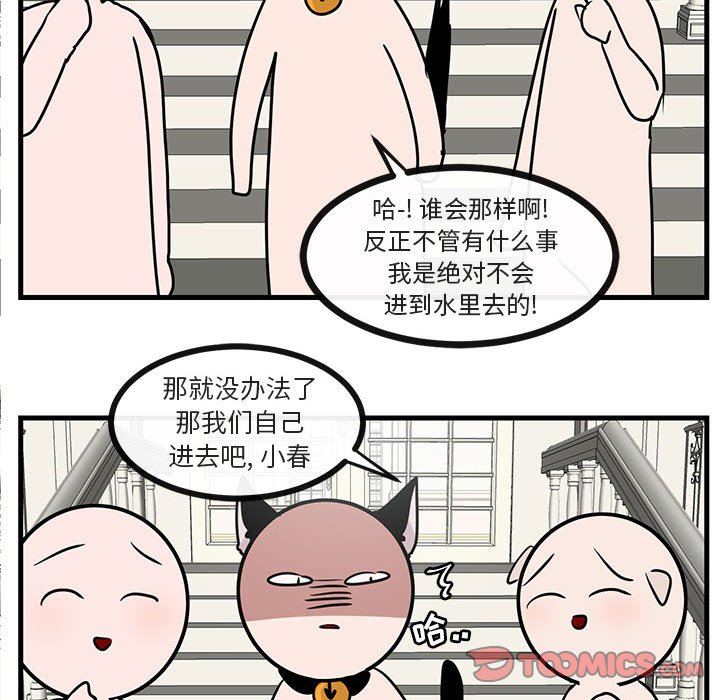 哈-! 谁会那样啊!
反正不管有什么事
我是绝对不会
进到水里去的!
那就没办法了
那我们自己
进去吧, 小春
哈..
TOOMICS.com